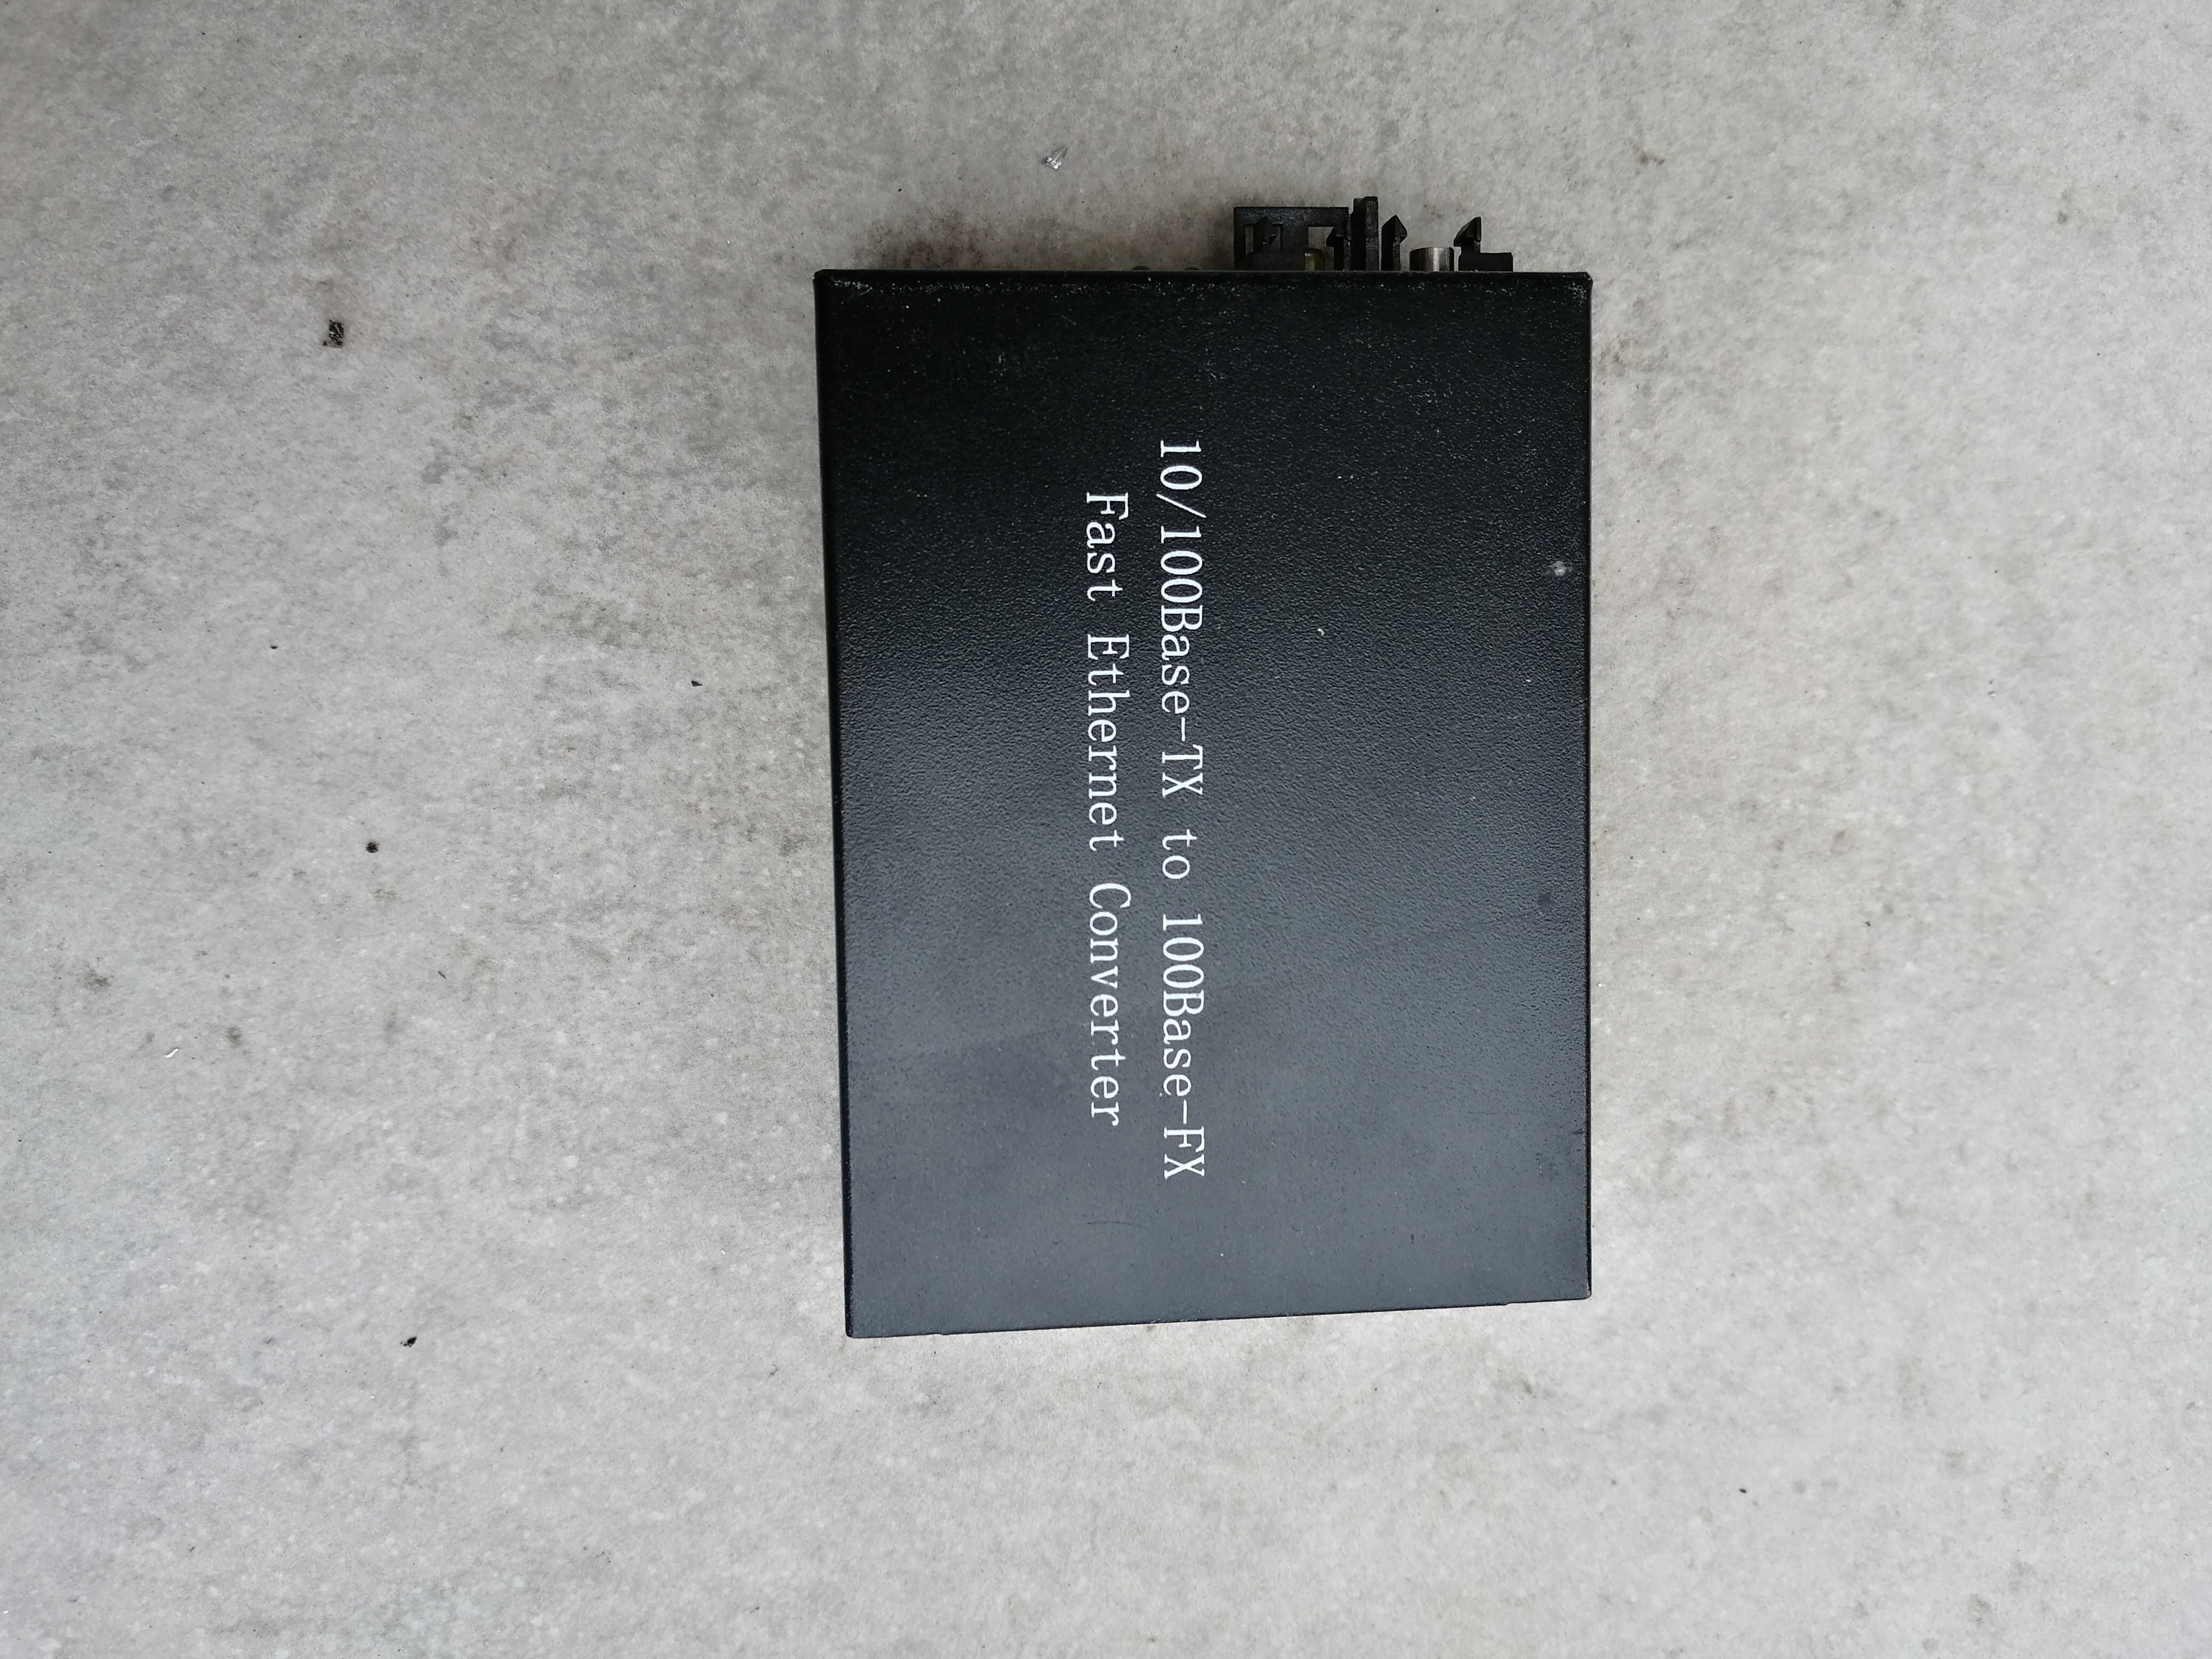 10/100Base-TX to 100Base-FX
Fast Ethernet Converter